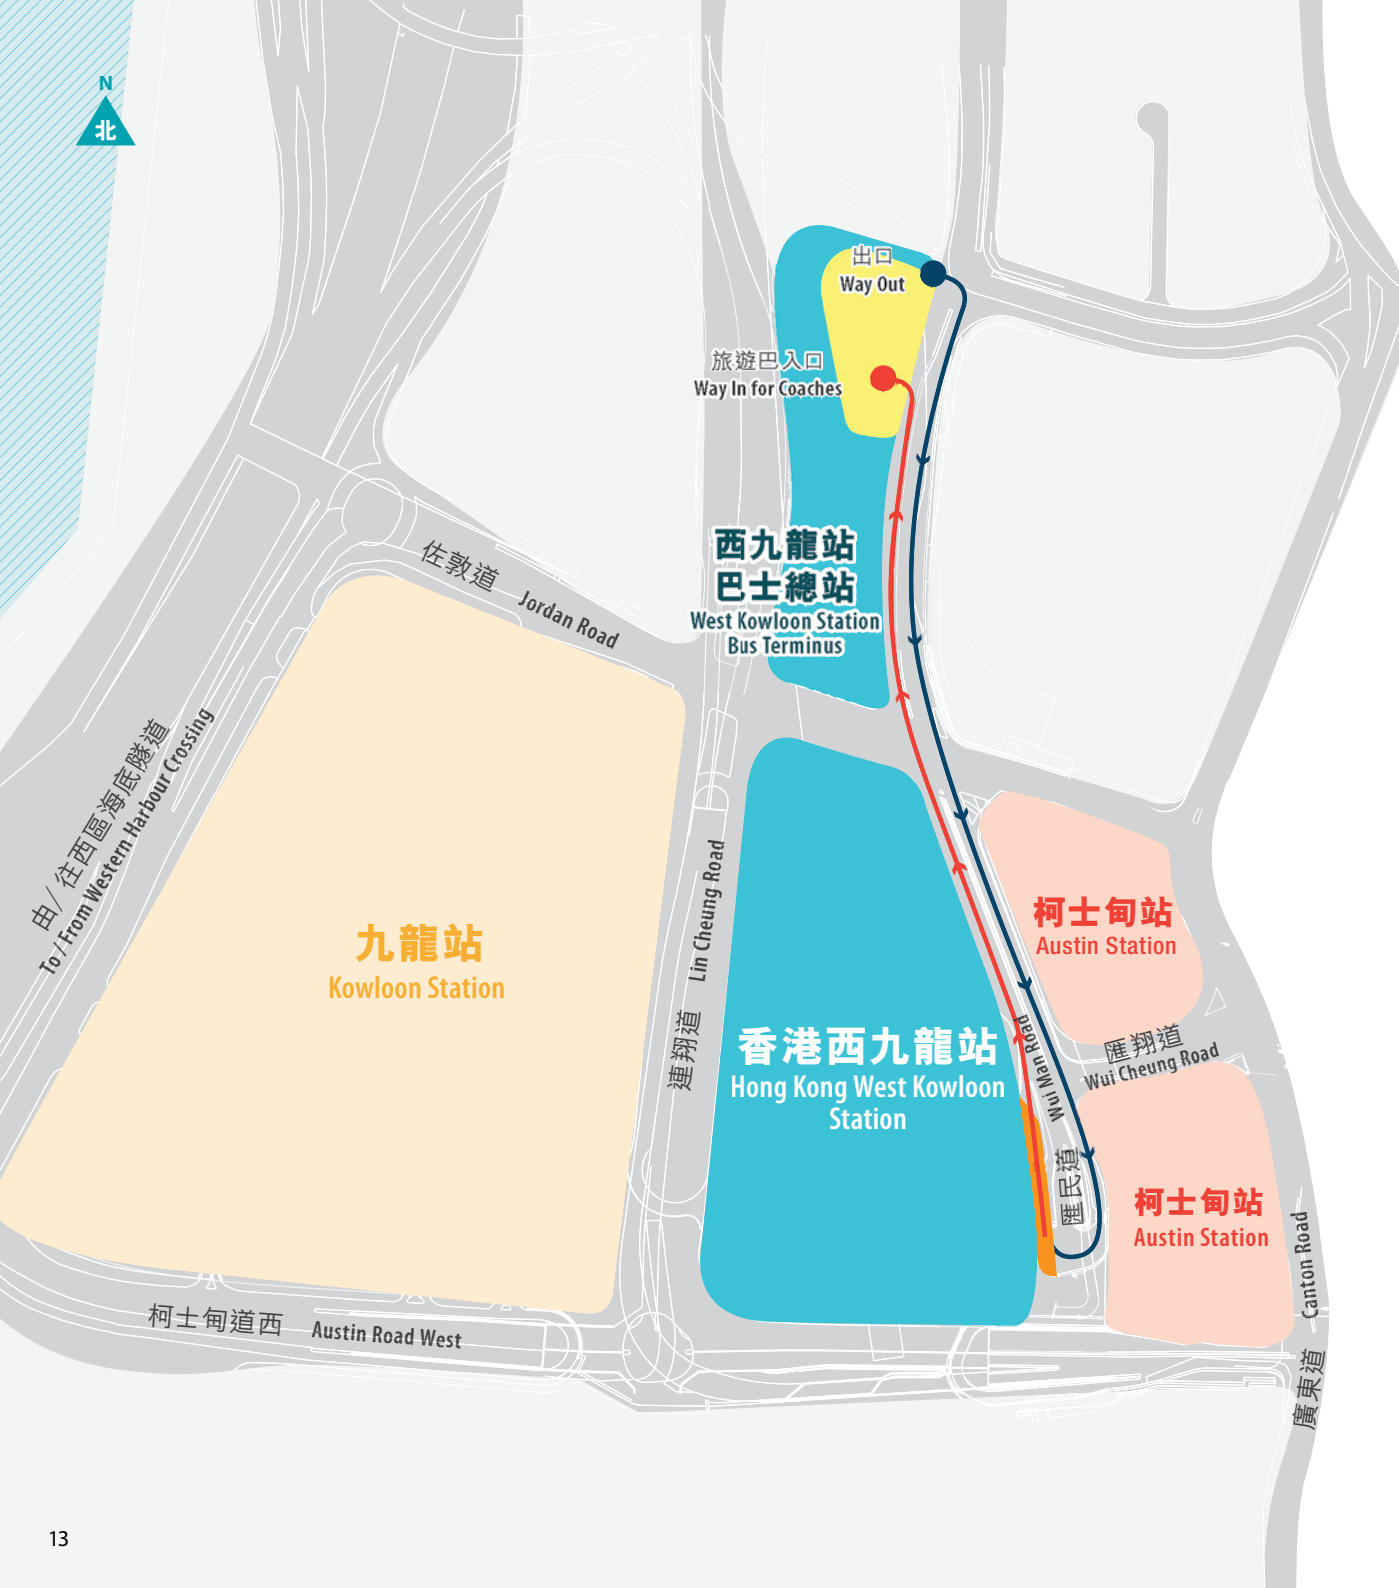 N
北
出口
Way Out
旅遊巴入口
Way In for Coaches
西九龍站
巴士總站
West Kowloon Station
Bus Terminus
佐敦道 Jordan Road
由/往西區海底隧道
To / From Western Harbour Crossing
九龍站
Kowloon Station
連翔道 Lin Cheung Road
香港西九龍站
Hong Kong West Kowloon
Station
柯士甸站
Austin Station
匯翔道
Wui Cheung Road
Wui Man Road
匯民道
柯士甸站
Austin Station
Canton Road
廣東道
柯士甸道西 Austin Road West
13